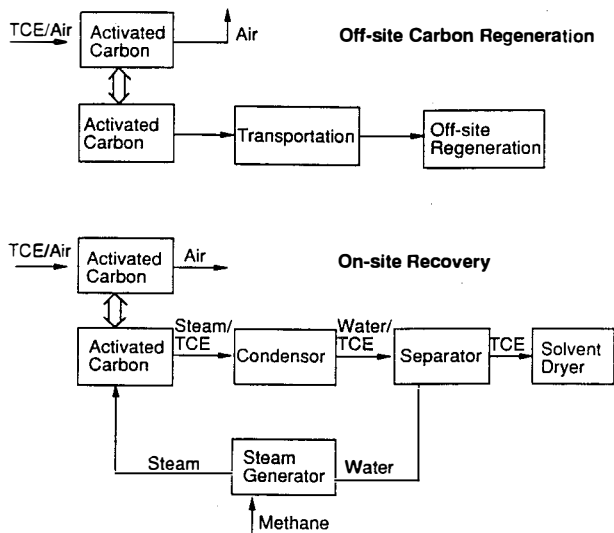 TCE/Air
Activated
Carbon
Air
Off-site Carbon Regeneration
Activated
Carbon
Transportation
Off-site
Regeneration
TCE/Air
Activated
Carbon
Air
On-site Recovery
Activated
Carbon
Steam/
TCE
Condensor
Water/
TCE
Separator
TCE
Solvent
Dryer
Steam
Steam
Generator
Water
Methane